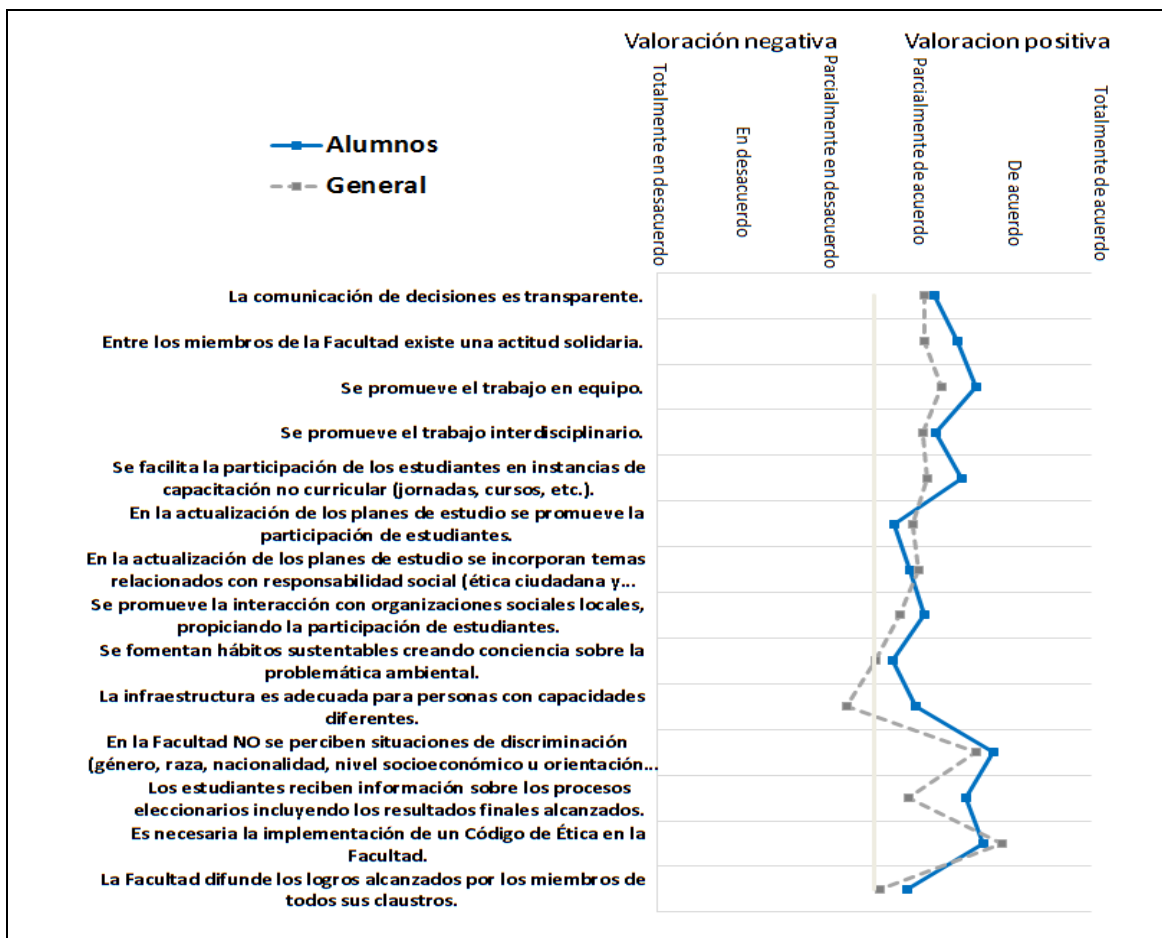 Valoración negativa
Valoracion positiva
Totalmente en desacuerdo
En desacuerdo
Parcialmente en desacuerdo
Parcialmente de acuerdo
De acuerdo
Totalmente de acuerdo
Alumnos
General
La comunicación de decisiones es transparente.
Entre los miembros de la Facultad existe una actitud solidaria.
Se promueve el trabajo en equipo.
Se promueve el trabajo interdisciplinario.
Se facilita la participación de los estudiantes en instancias de
capacitación no curricular (jornadas, cursos, etc.).
En la actualización de los planes de estudio se promueve la
participación de estudiantes.
En la actualización de los planes de estudio se incorporan temas
relacionados con responsabilidad social (ética ciudadana y...
Se promueve la interacción con organizaciones sociales locales,
propiciando la participación de estudiantes.
Se fomentan hábitos sustentables creando conciencia sobre la
problemática ambiental.
La infraestructura es adecuada para personas con capacidades
diferentes.
En la Facultad NO se perciben situaciones de discriminación
(género, raza, nacionalidad, nivel socioeconómico u orientación...
Los estudiantes reciben información sobre los procesos
eleccionarios incluyendo los resultados finales alcanzados.
Es necesaria la implementación de un Código de Ética en la
Facultad.
La Facultad difunde los logros alcanzados por los miembros de
todos sus claustros.